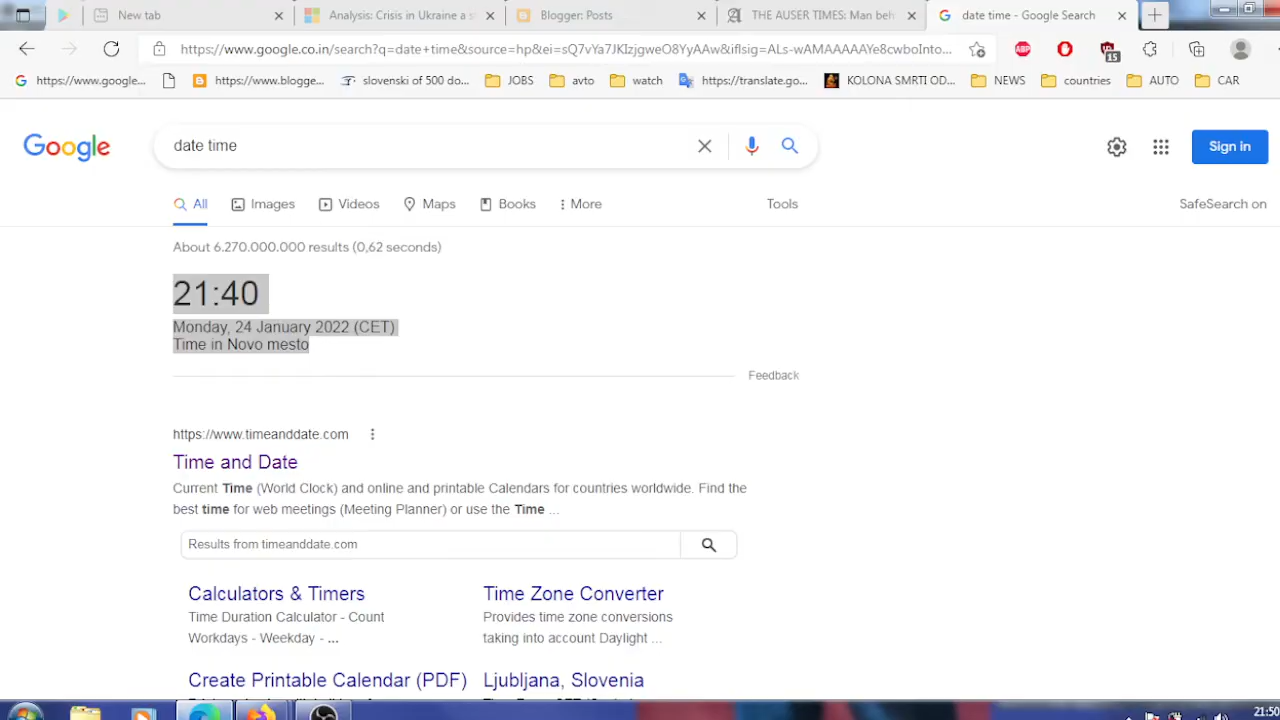 New tab
Analysis: Crisis in Ukraine a s
Blogger: Posts
THE AUSER TIMES: Man beh
date time - Google Search
https://www.google.co.in/search?q=date+time&source=hp&ei=sQ7vYa7JKIzjgweO8YyAAw&iflsig=ALs-wAMAAAAAYe8cwboInto...
ABP
15
https://www.google...
https://www.blogge...
slovenski of 500 do...
JOBS
avto
watch
https://translate.go...
KOLONA SMRTI OD...
NEWS
countries
AUTO
CAR
Google
date time
Sign in
All
Images
Videos
Maps
Books
More
Tools
SafeSearch on
About 6.270.000.000 results (0,62 seconds)
21:40
Monday, 24 January 2022 (CET)
Time in Novo mesto
Feedback
https://www.timeanddate.com
Time and Date
Current Time (World Clock) and online and printable Calendars for countries worldwide. Find the
best time for web meetings (Meeting Planner) or use the Time ...
Results from timeanddate.com
Calculators & Timers
Time Duration Calculator - Count
Workdays - Weekday - ...
Time Zone Converter
Provides time zone conversions
taking into account Daylight ...
Create Printable Calendar (PDF)
Ljubljana, Slovenia
21:50